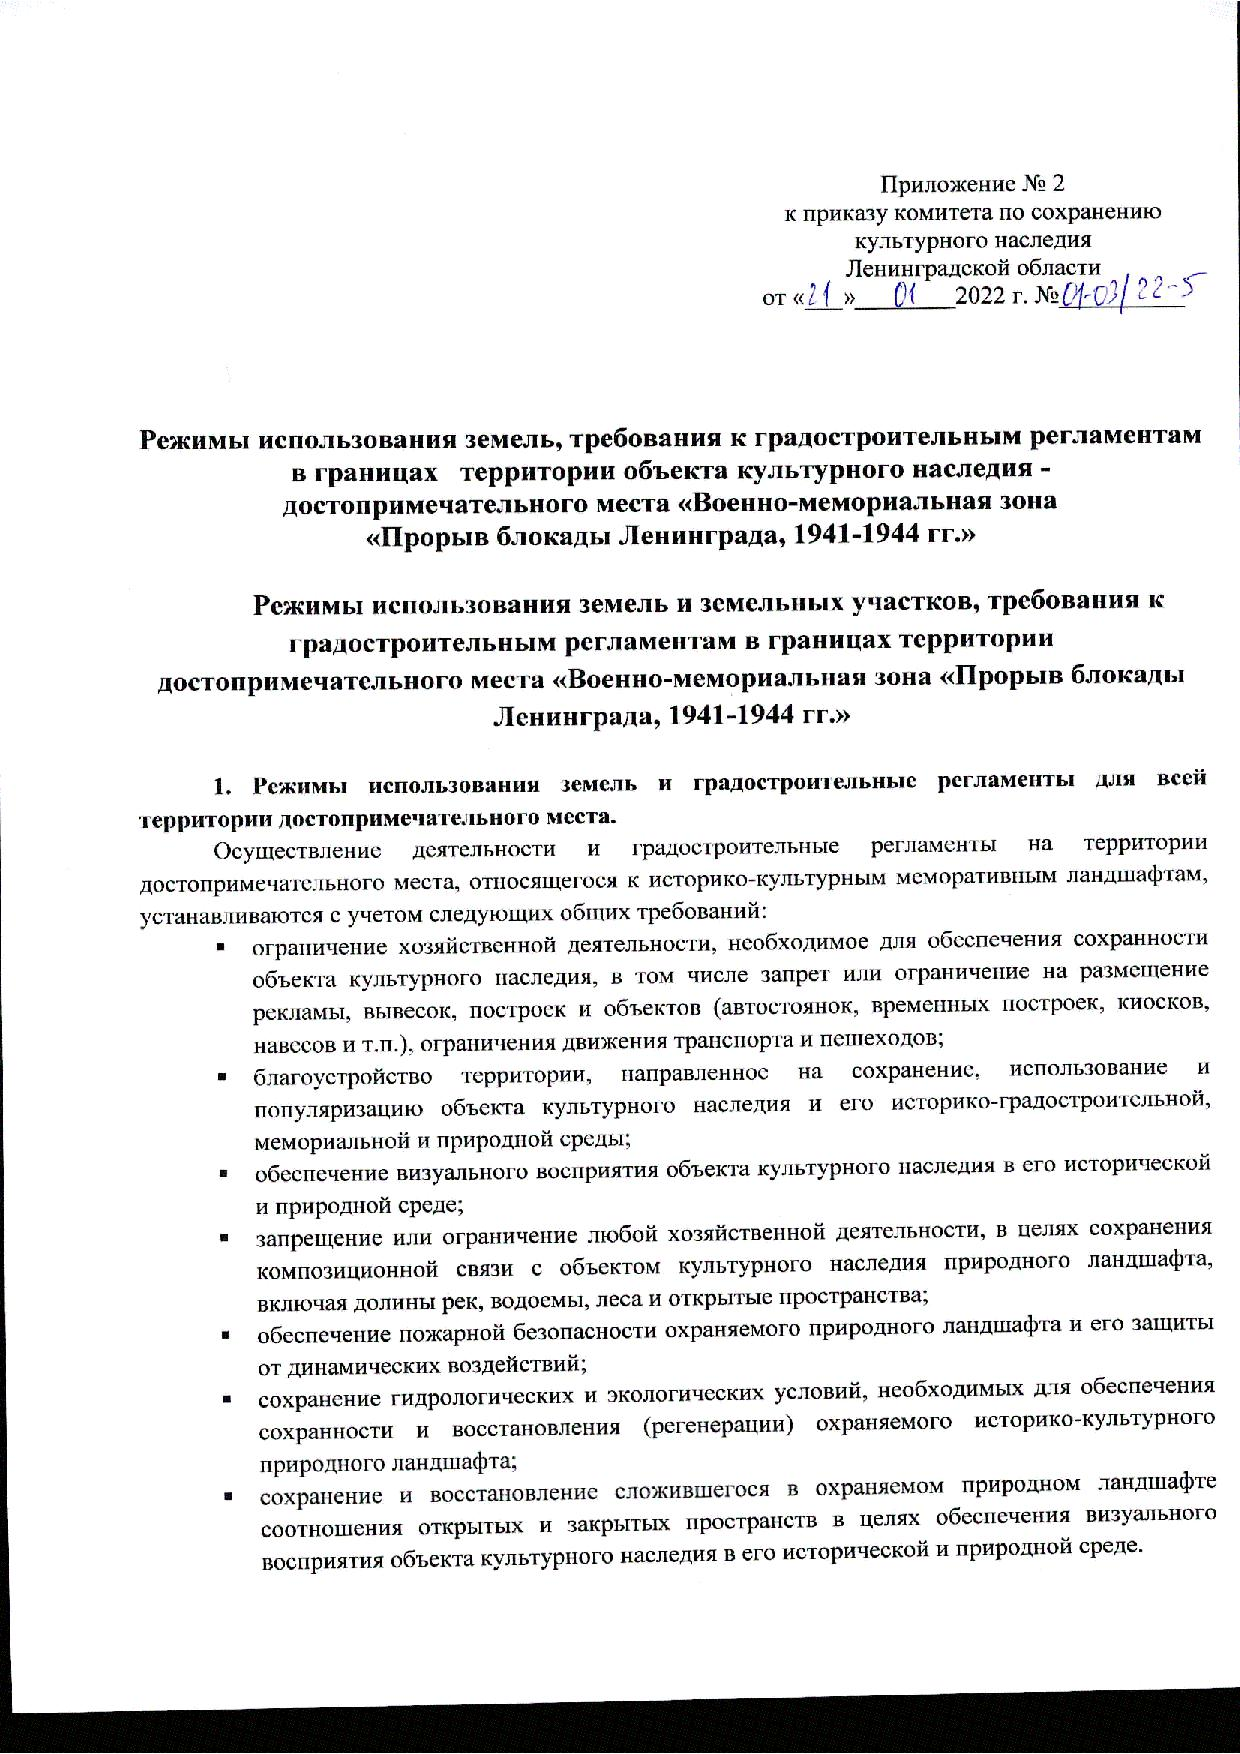 Приложение № 2
к приказу комитета по сохранению
культурного наследия
Ленинградской области
от «21» 01 2022 г. № 01-03/22-5
Режимы использования земель, требования к градостроительным регламентам
в границах территории объекта культурного наследия -
достопримечательного места «Военно-мемориальная зона
«Прорыв блокады Ленинграда, 1941-1944 гг.»
Режимы использования земель и земельных участков, требования к
градостроительным регламентам в границах территории
достопримечательного места «Военно-мемориальная зона «Прорыв блокады
Ленинграда, 1941-1944 гг.»
1. Режимы использования земель и градостроительные регламенты для всей
территории достопримечательного места.
Осуществление деятельности и градостроительные регламенты на территории
достопримечательного места, относящегося к историко-культурным меморативным ландшафтам,
устанавливаются с учетом следующих общих требований:
▪ ограничение хозяйственной деятельности, необходимое для обеспечения сохранности
объекта культурного наследия, в том числе запрет или ограничение на размещение
рекламы, вывесок, построек и объектов (автостоянок, временных построек, киосков,
навесов и т.п.), ограничения движения транспорта и пешеходов;
▪ благоустройство территории, направленное на сохранение, использование и
популяризацию объекта культурного наследия и его историко-градостроительной,
мемориальной и природной среды;
▪ обеспечение визуального восприятия объекта культурного наследия в его исторической
и природной среде;
▪ запрещение или ограничение любой хозяйственной деятельности, в целях сохранения
композиционной связи с объектом культурного наследия природного ландшафта,
включая долины рек, водоемы, леса и открытые пространства;
▪ обеспечение пожарной безопасности охраняемого природного ландшафта и его защиты
от динамических воздействий;
▪ сохранение гидрологических и экологических условий, необходимых для обеспечения
сохранности и восстановления (регенерации) охраняемого историко-культурного
природного ландшафта;
▪ сохранение и восстановление сложившегося в охраняемом природном ландшафте
соотношения открытых и закрытых пространств в целях обеспечения визуального
восприятия объекта культурного наследия в его исторической и природной среде.